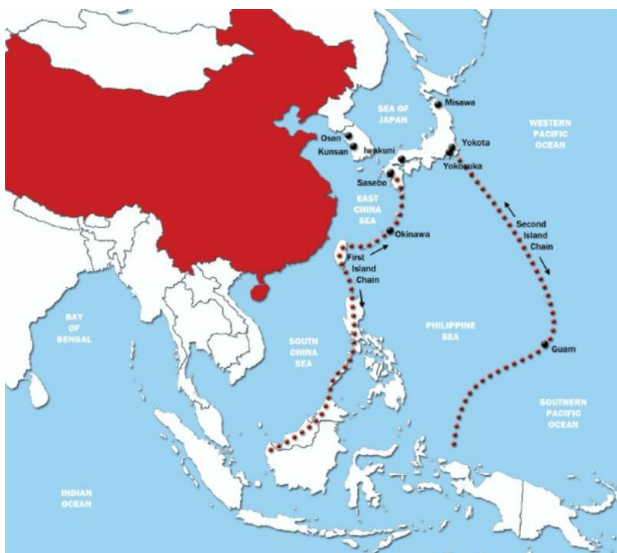 SEA OF
JAPAN
Misawa
WESTERN
PACIFIC
OCEAN
Osan
Kunsan
Iwakuni
Yokota
Yokosuka
Sasebo
EAST
CHINA
SEA
Okinawa
First
Island
Chain
Second
Island
Chain
BAY
OF
BENGAL
SOUTH
CHINA
SEA
PHILIPPINE
SEA
Guam
SOUTHERN
PACIFIC
OCEAN
INDIAN
OCEAN